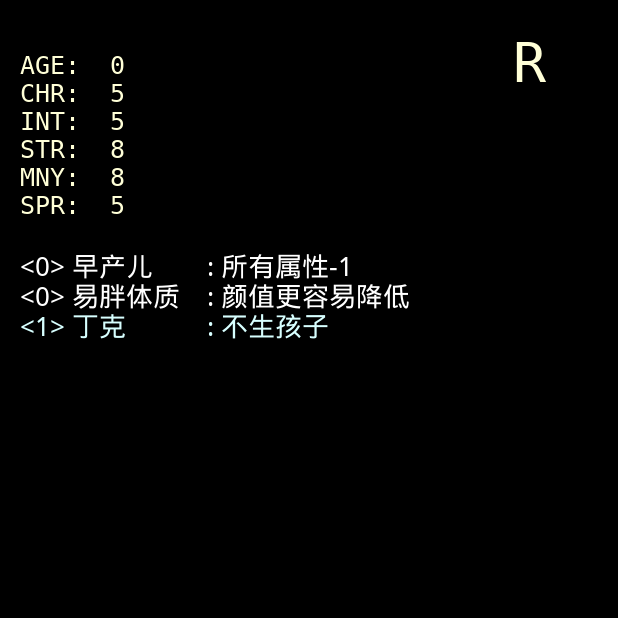 R
AGE: 0
CHR: 5
INT: 5
STR: 8
MNY: 8
SPR: 5
<0> 早产儿 : 所有属性-1
<0> 易胖体质 : 颜值更容易降低
<1> 丁克 : 不生孩子